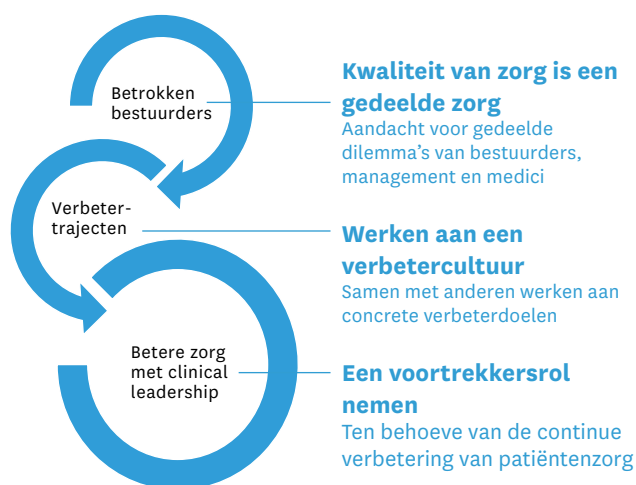 Betrokken
bestuurders
Kwaliteit van zorg is een
gedeelde zorg
Aandacht voor gedeelde
dilemma's van bestuurders,
management en medici
Verbeter-
trajecten
Werken aan een
verbetercultuur
Samen met anderen werken aan
concrete verbeterdoelen
Betere zorg
met clinical
leadership
Een voortrekkersrol
nemen
Ten behoeve van de continue
verbetering van patiëntenzorg